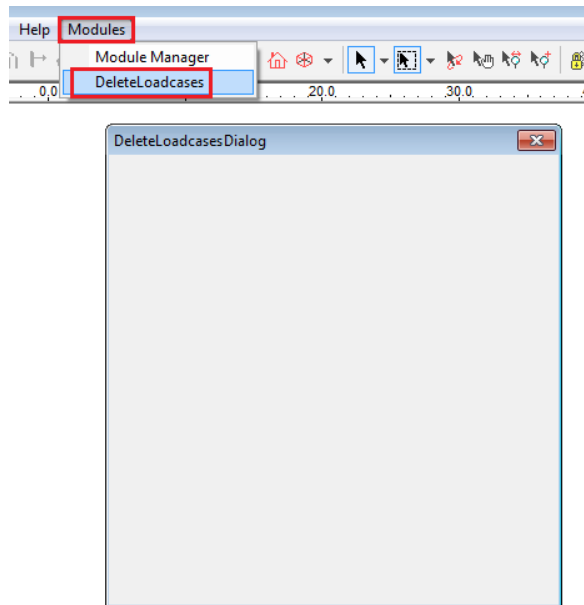 Help Modules
Module Manager
DeleteLoadcases
0,0 20.0. 30.0.
DeleteLoadcasesDialog